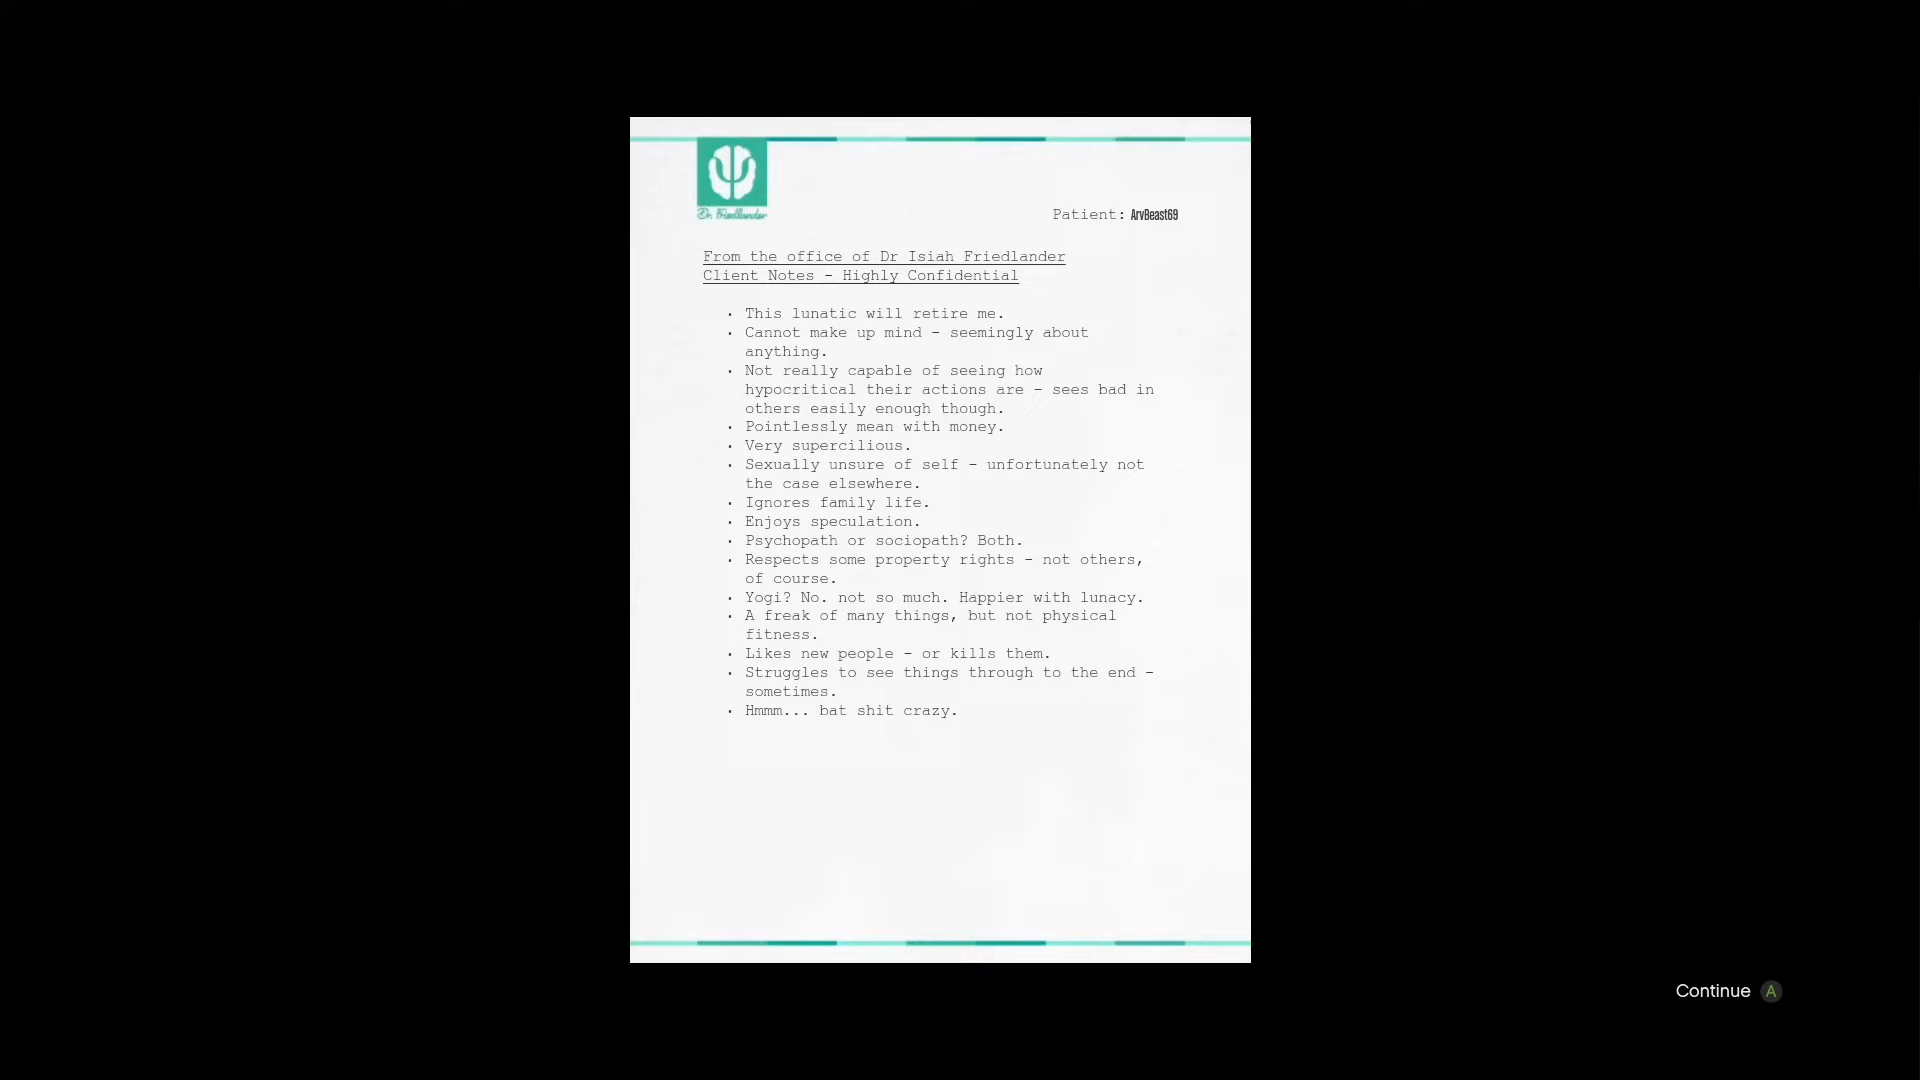 Dr. Friedlander
Patient: ArvBeast69
From the office of Dr Isiah Friedlander
Client Notes - Highly Confidential
• This lunatic will retire me.
• Cannot make up mind - seemingly about
anything.
• Not really capable of seeing how
hypocritical their actions are - sees bad in
others easily enough though.
• Pointlessly mean with money.
• Very supercilious.
• Sexually unsure of self - unfortunately not
the case elsewhere.
• Ignores family life.
• Enjoys speculation.
• Psychopath or sociopath? Both.
• Respects some property rights - not others,
of course.
• Yogi? No. not so much. Happier with lunacy.
• A freak of many things, but not physical
fitness.
• Likes new people - or kills them.
• Struggles to see things through to the end -
sometimes.
• Hmmm... bat shit crazy.
Continue A